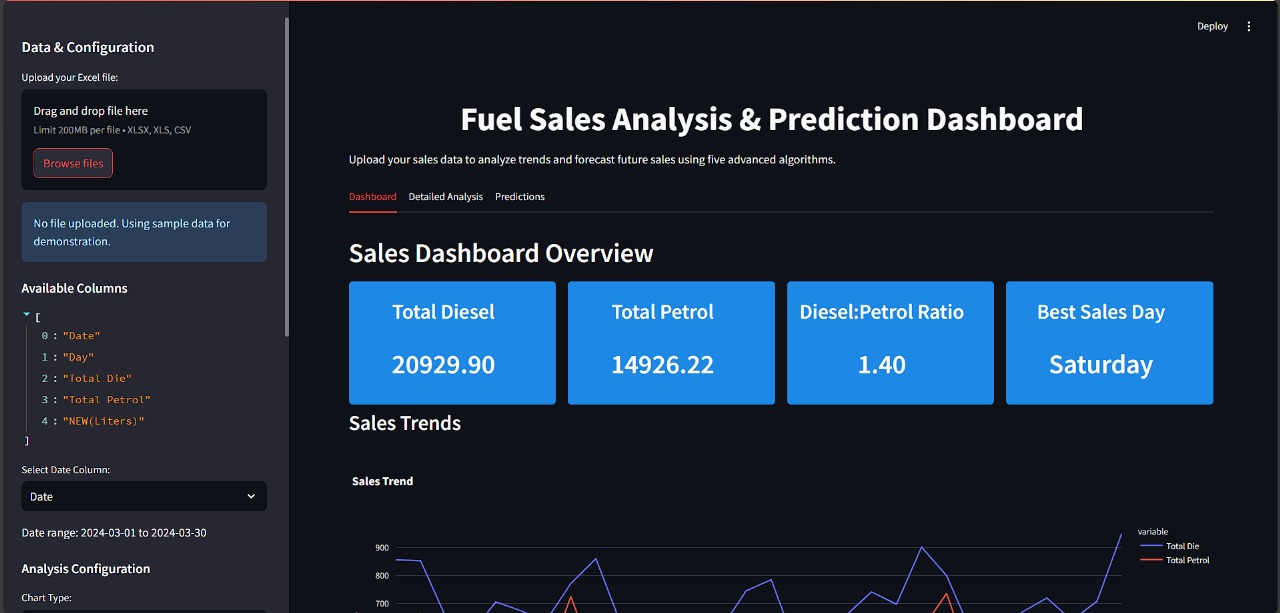 Data & Configuration
Upload your Excel file:
Drag and drop file here
Limit 200MB per file • XLSX, XLS, CSV
Browse files
No file uploaded. Using sample data for
demonstration.
Available Columns
[
0 : "Date"
1 : "Day"
2 : "Total Die"
3 : "Total Petrol"
4 : "NEW(Liters)"
]
Select Date Column:
Date
Date range: 2024-03-01 to 2024-03-30
Analysis Configuration
Chart Type:
Deploy
Fuel Sales Analysis & Prediction Dashboard
Upload your sales data to analyze trends and forecast future sales using five advanced algorithms.
Dashboard Detailed Analysis Predictions
Sales Dashboard Overview
Total Diesel
20929.90
Total Petrol
14926.22
Diesel:Petrol Ratio
1.40
Best Sales Day
Saturday
Sales Trends
Sales Trend
900
800
700
variable
Total Die
Total Petrol